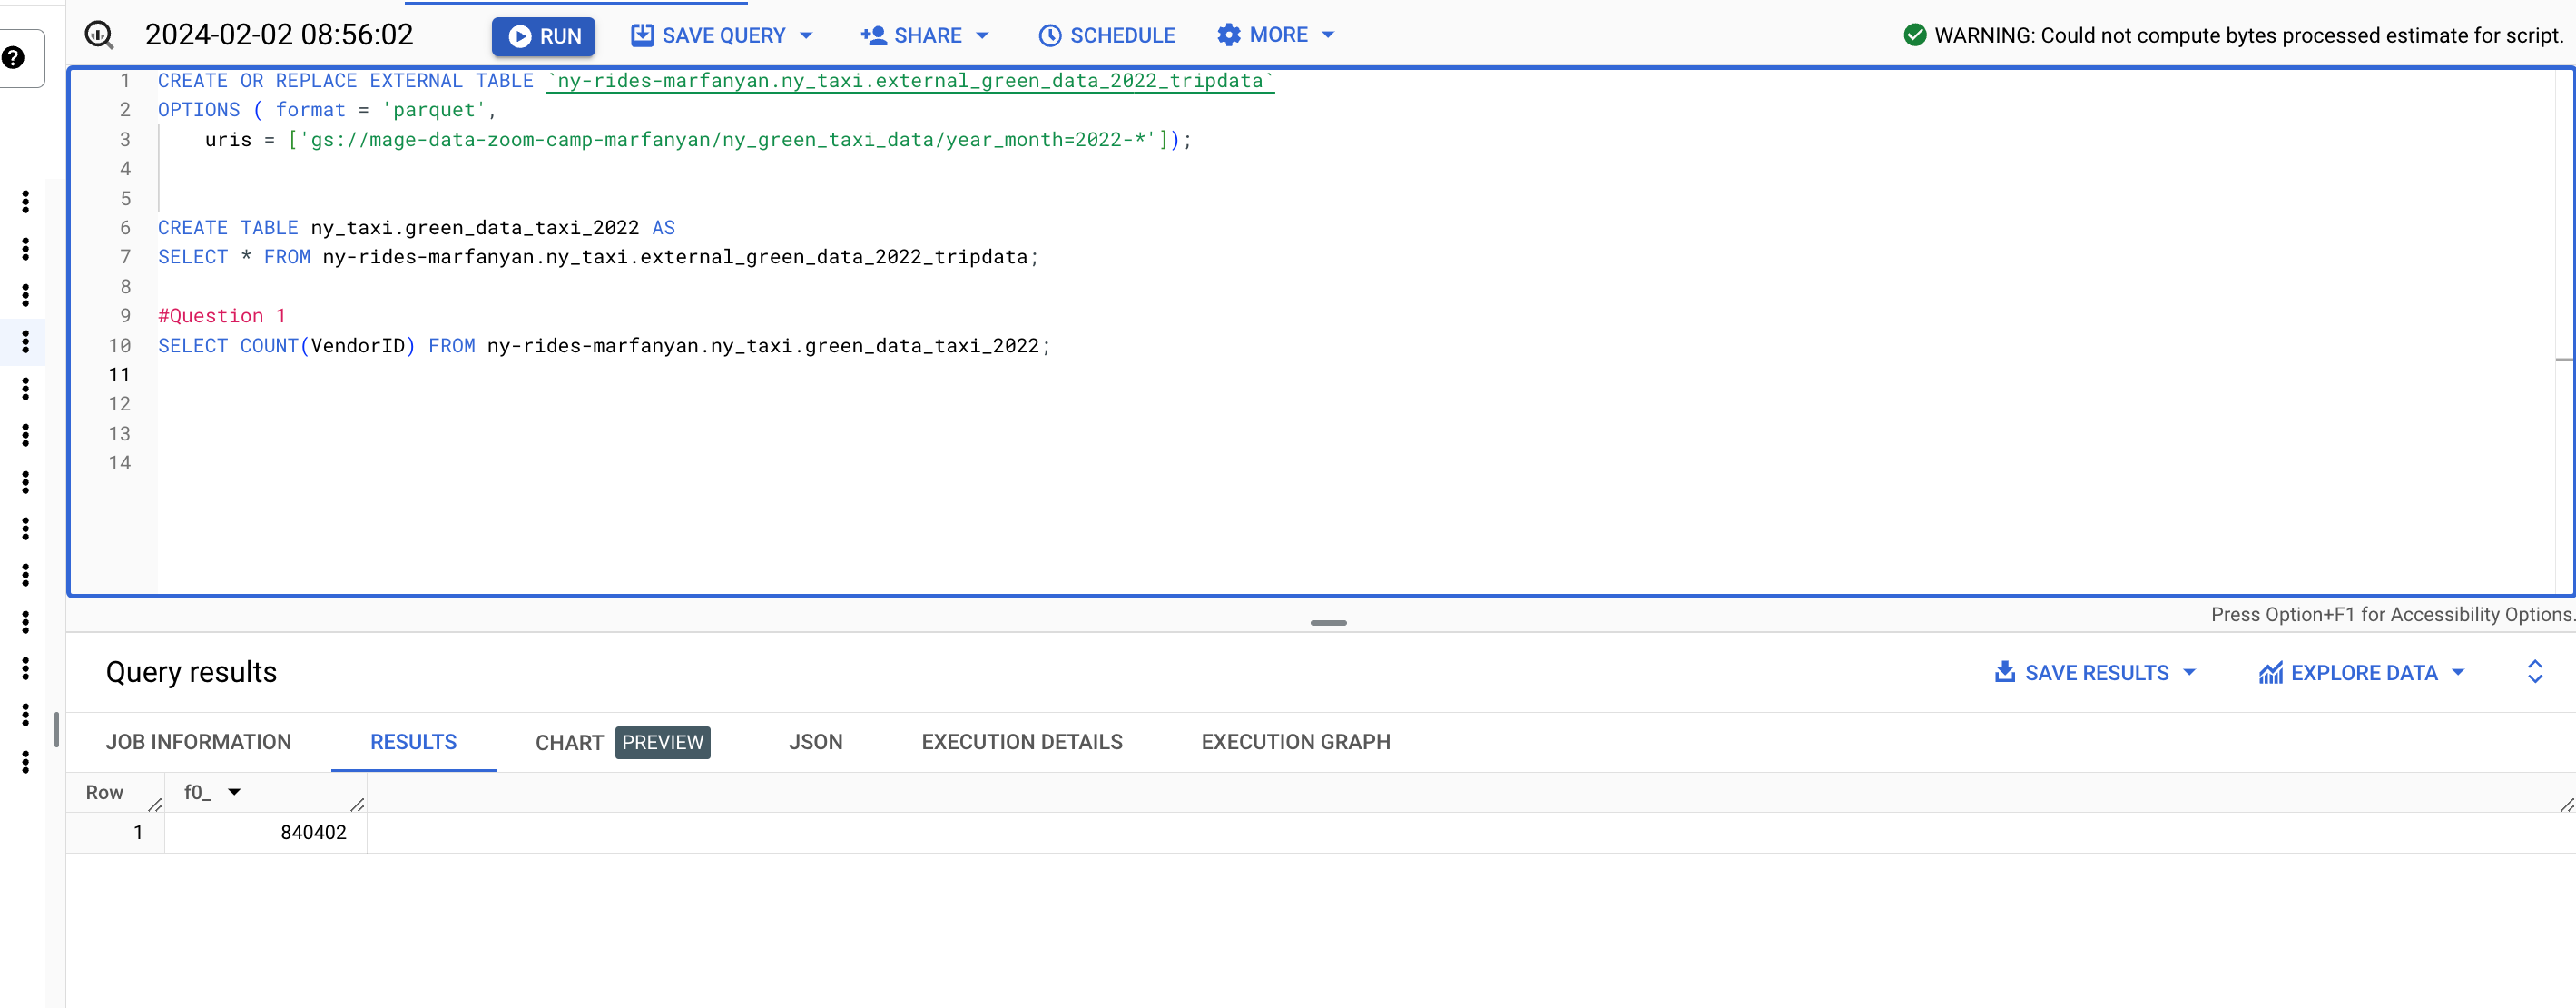 2024-02-02 08:56:02
RUN
SAVE QUERY
SHARE
SCHEDULE
MORE
WARNING: Could not compute bytes processed estimate for script.
?
1 CREATE OR REPLACE EXTERNAL TABLE `ny-rides-marfanyan.ny_taxi.external_green_data_2022_tripdata`
2 OPTIONS ( format = 'parquet',
3 uris = ['gs://mage-data-zoom-camp-marfanyan/ny_green_taxi_data/year_month=2022-*']);
4
5
6 CREATE TABLE ny_taxi.green_data_taxi_2022 AS
7 SELECT * FROM ny-rides-marfanyan.ny_taxi.external_green_data_2022_tripdata;
8
9 #Question 1
10 SELECT COUNT(VendorID) FROM ny-rides-marfanyan.ny_taxi.green_data_taxi_2022;
11
12
13
14
Press Option+F1 for Accessibility Options.
Query results
SAVE RESULTS
EXPLORE DATA
JOB INFORMATION
RESULTS
CHART PREVIEW
JSON
EXECUTION DETAILS
EXECUTION GRAPH
Row f0_
1 840402